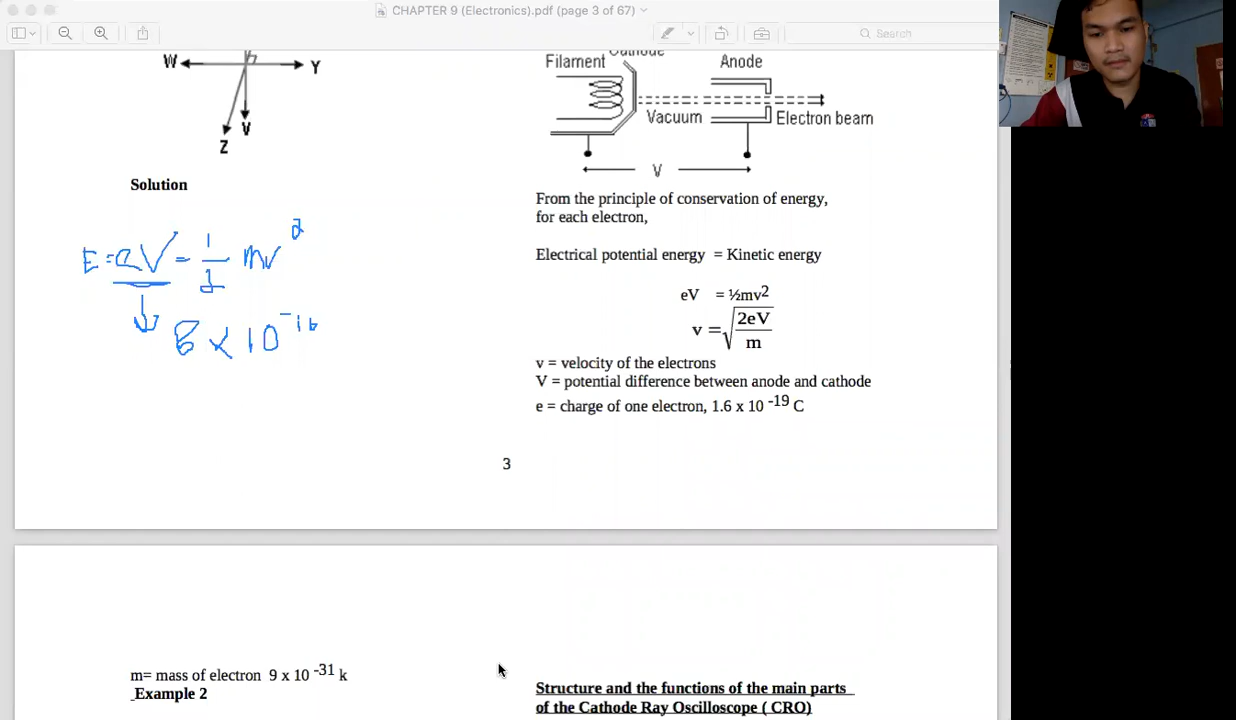 CHAPTER 9 (Electronics).pdf (page 3 of 67)
Search
W
Y
V
Z
Solution
E = QV = 1/2 mv2
8 x 10-16
Cathode
Filament
Anode
Vacuum
Electron beam
V
From the principle of conservation of energy,
for each electron,
Electrical potential energy = Kinetic energy
eV = ½mv2
v = √2eV/m
v = velocity of the electrons
V = potential difference between anode and cathode
e = charge of one electron, 1.6 x 10 -19 C
3
m= mass of electron 9 x 10 -31 k
Example 2
Structure and the functions of the main parts
of the Cathode Ray Oscilloscope ( CRO)